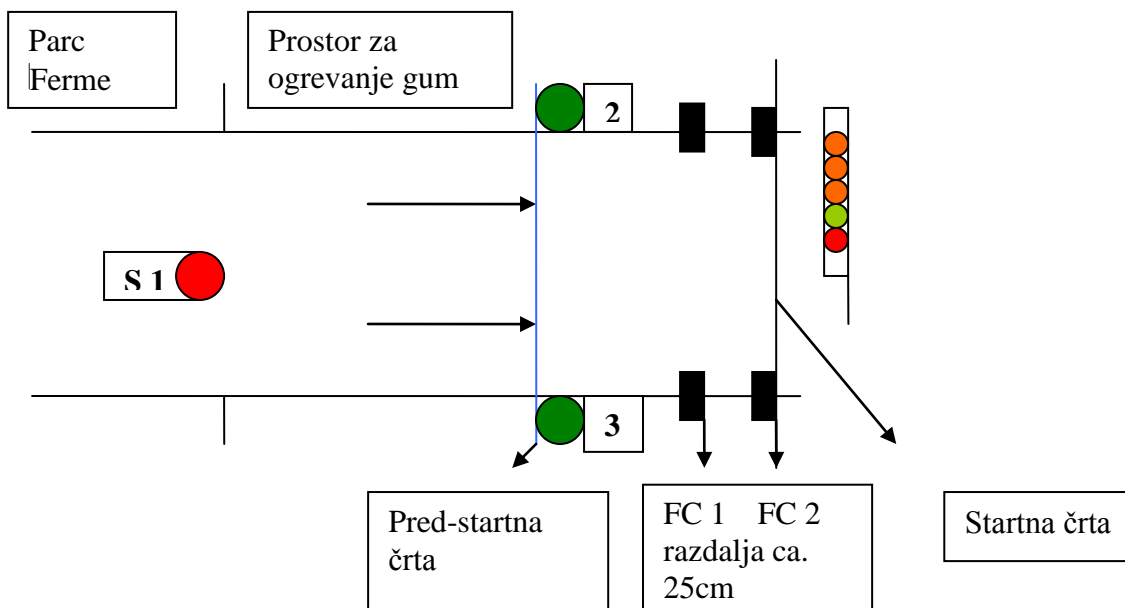 Parc
Ferme
Prostor za
ogrevanje gum
2
S 1
3
Pred-startna
črta
FC 1 FC 2
razdalja ca.
25cm
Startna črta